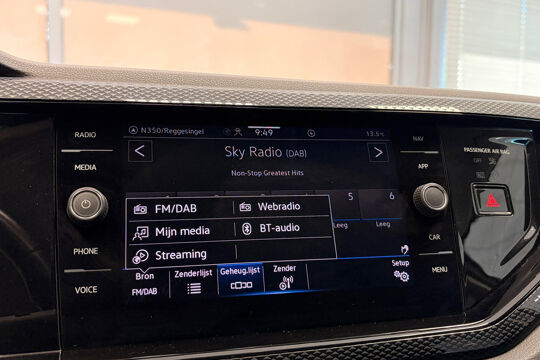 RADIO
MEDIA
PHONE
VOICE
N350/Reggesingel
9:49
13.5°C
Sky Radio (DAB)
Non-Stop Greatest Hits
5 6
Leeg Leeg
FM/DAB Webradio
Mijn media BT-audio
Streaming
Bron Zenderlijst Geheug.lijst Zender Setup
FM/DAB
NAV
APP
CAR
MENU
PASSENGER AIR BAG
OFF